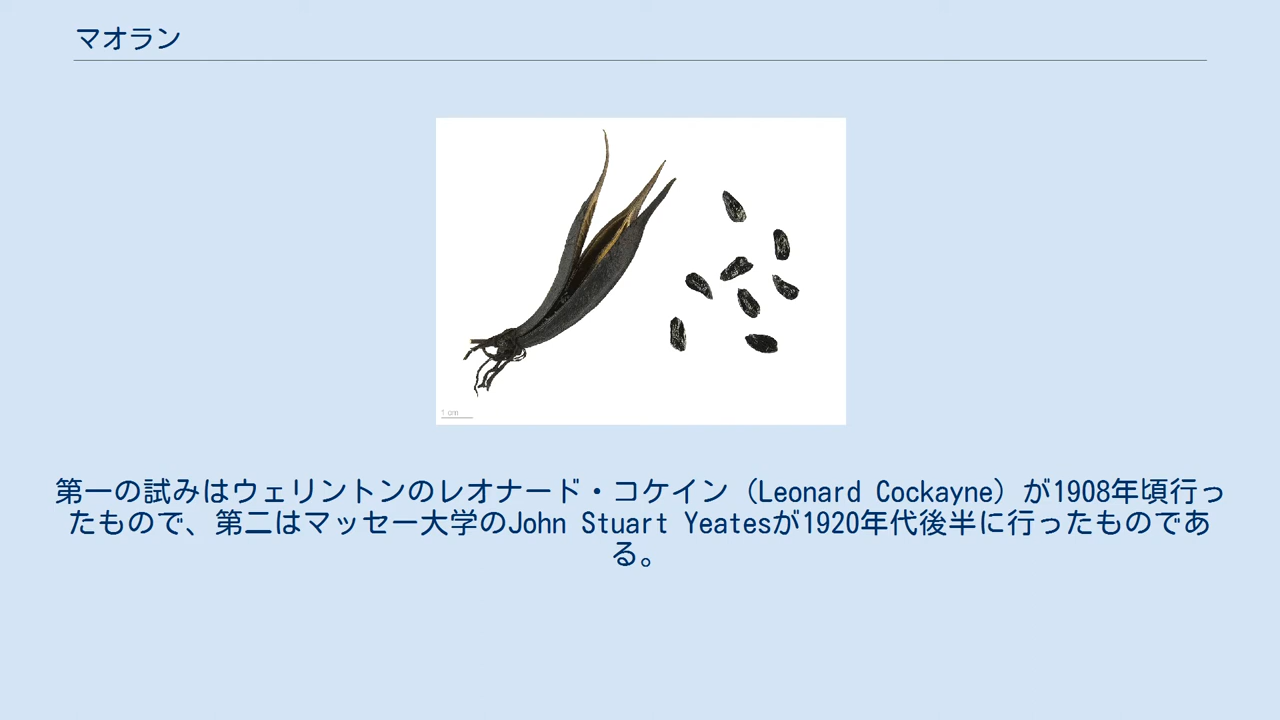 マオラン
1 cm
第一の試みはウェリントンのレオナード・コケイン（Leonard Cockayne）が1908年頃行っ
たもので、第二はマッセー大学のJohn Stuart Yeatesが1920年代後半に行ったものであ
る。